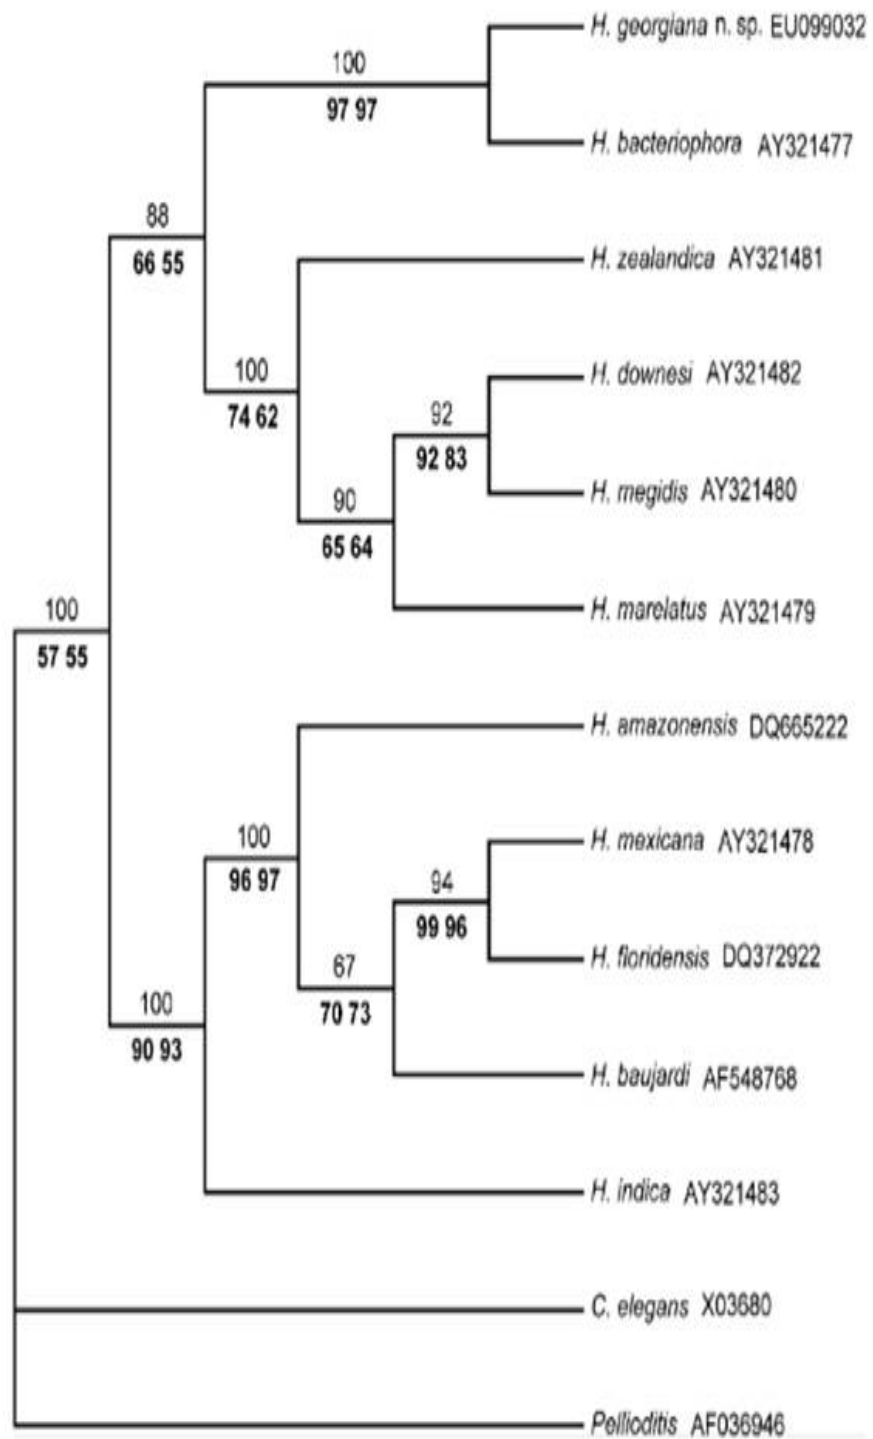 H. georgiana n. sp. EU099032
100
97 97
H. bacteriophora AY321477
88
66 55
H. zealandica AY321481
100
74 62
H. downesi AY321482
92
92 83
H. megidis AY321480
90
65 64
H. marelatus AY321479
100
57 55
H. amazonensis DQ665222
100
96 97
H. mexicana AY321478
94
99 96
H. floridensis DQ372922
67
70 73
100
90 93
H. baujardi AF548768
H. indica AY321483
C. elegans X03680
Pellioditis AF036946